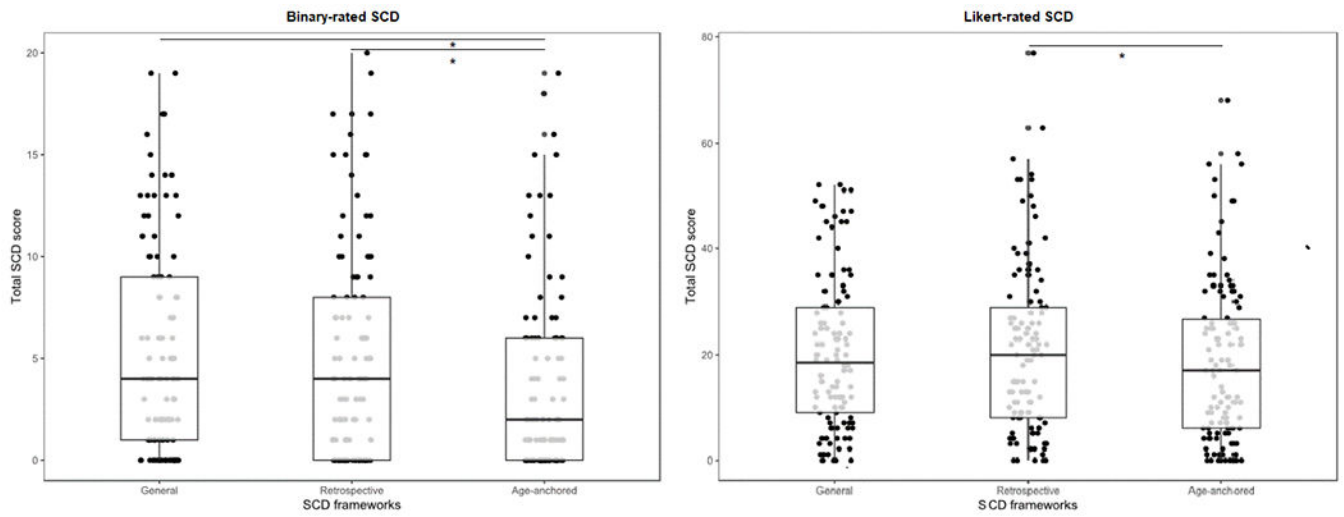 Binary-rated SCD
*
*
20
15
10
5
0
Total SCD score
General
Retrospective
Age-anchored
SCD frameworks
Likert-rated SCD
*
80
60
40
20
0
Total SCD score
General
Retrospective
Age-anchored
SCD frameworks